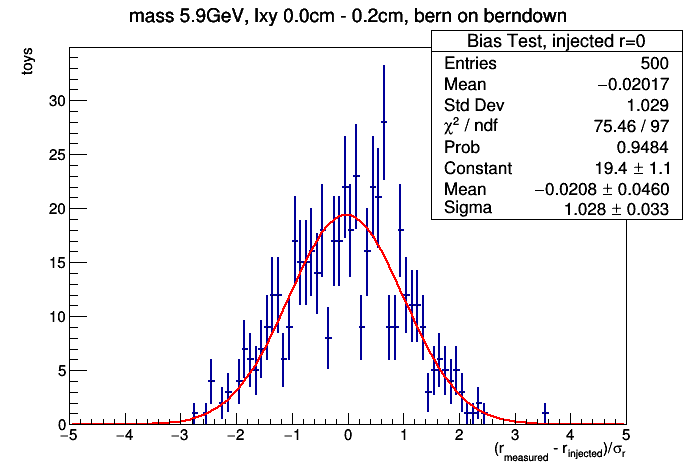 mass 5.9GeV, lxy 0.0cm - 0.2cm, bern on berndown
Bias Test, injected r=0
Entries 500
Mean −0.02017
Std Dev 1.029
χ² / ndf 75.46 / 97
Prob 0.9484
Constant 19.4 ± 1.1
Mean −0.0208 ± 0.0460
Sigma 1.028 ± 0.033
toys
30
25
20
15
10
5
0
−5 −4 −3 −2 −1 0 1 2 3 4 5
(r_measured - r_injected)/σ_r